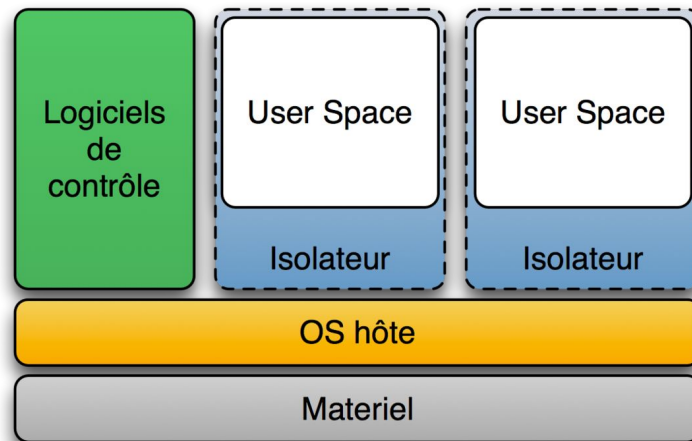 Logiciels
de
contrôle
User Space
User Space
Isolateur
Isolateur
OS hôte
Materiel